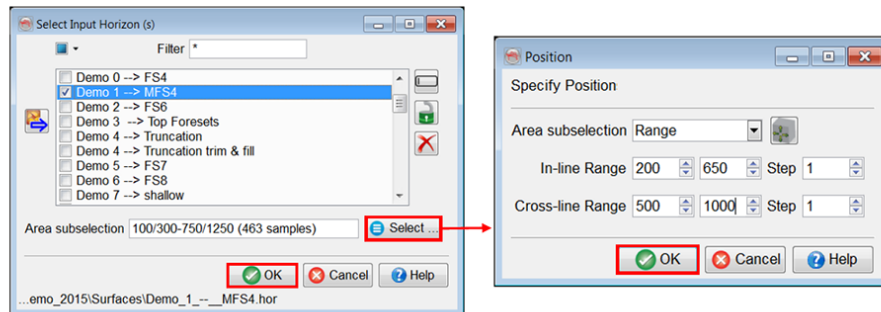 Select Input Horizon (s)
Filter *
Demo 0 --> FS4
Demo 1 --> MFS4
Demo 2 --> FS6
Demo 3 --> Top Foresets
Demo 4 --> Truncation
Demo 4 --> Truncation trim & fill
Demo 5 --> FS7
Demo 6 --> FS8
Demo 7 --> shallow
Area subselection 100/300-750/1250 (463 samples) Select ...
OK Cancel Help
...emo_2015\Surfaces\Demo_1_--__MFS4.hor
Position
Specify Position
Area subselection Range
In-line Range 200 650 Step 1
Cross-line Range 500 1000 Step 1
OK Cancel Help